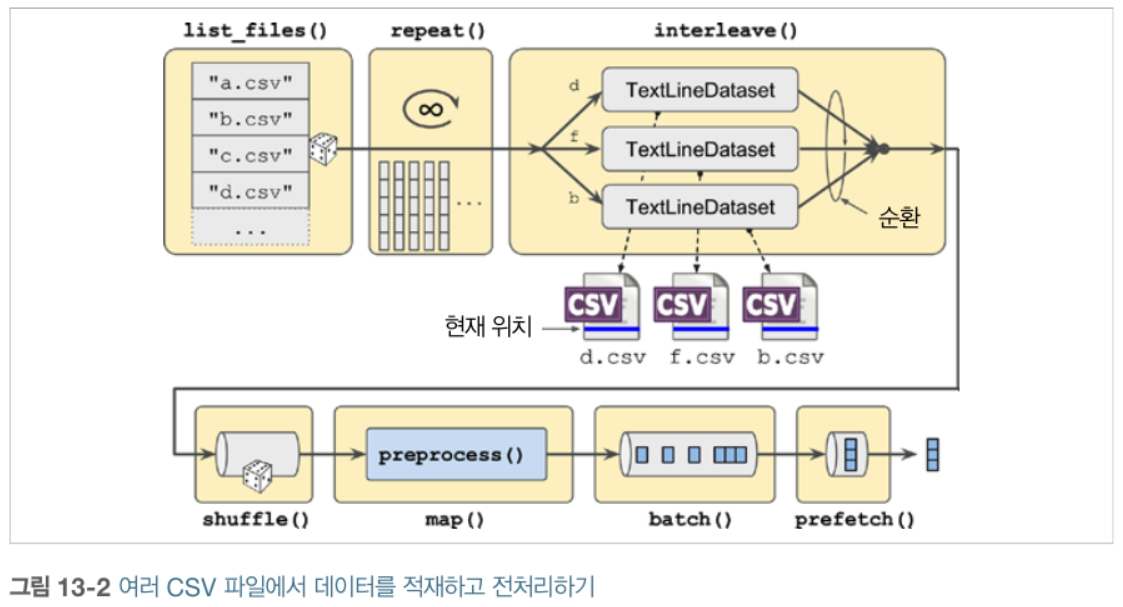 list_files()
repeat()
interleave()
"a.csv"
"b.csv"
"c.csv"
"d.csv"
...
∞
...
d
TextLineDataset
f
TextLineDataset
b
TextLineDataset
순환
CSV
CSV
CSV
현재 위치
d.csv
f.csv
b.csv
preprocess()
shuffle()
map()
batch()
prefetch()
그림 13-2 여러 CSV 파일에서 데이터를 적재하고 전처리하기